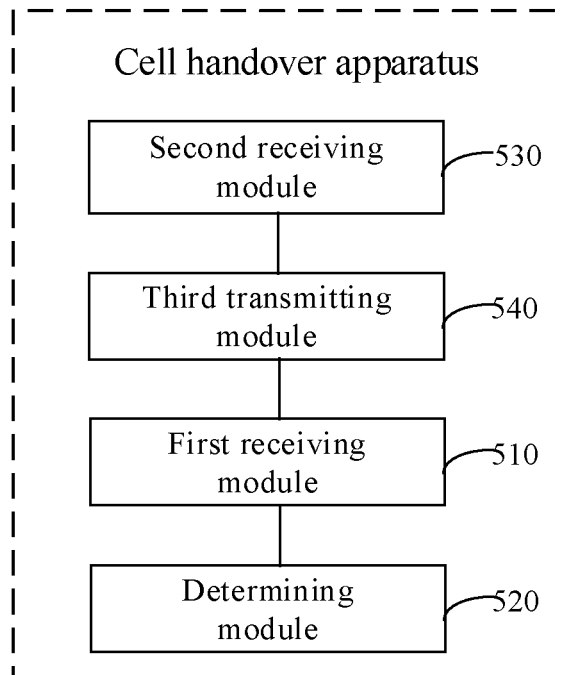 Cell handover apparatus
Second receiving
module
530
Third transmitting
module
540
First receiving
module
510
Determining
module
520